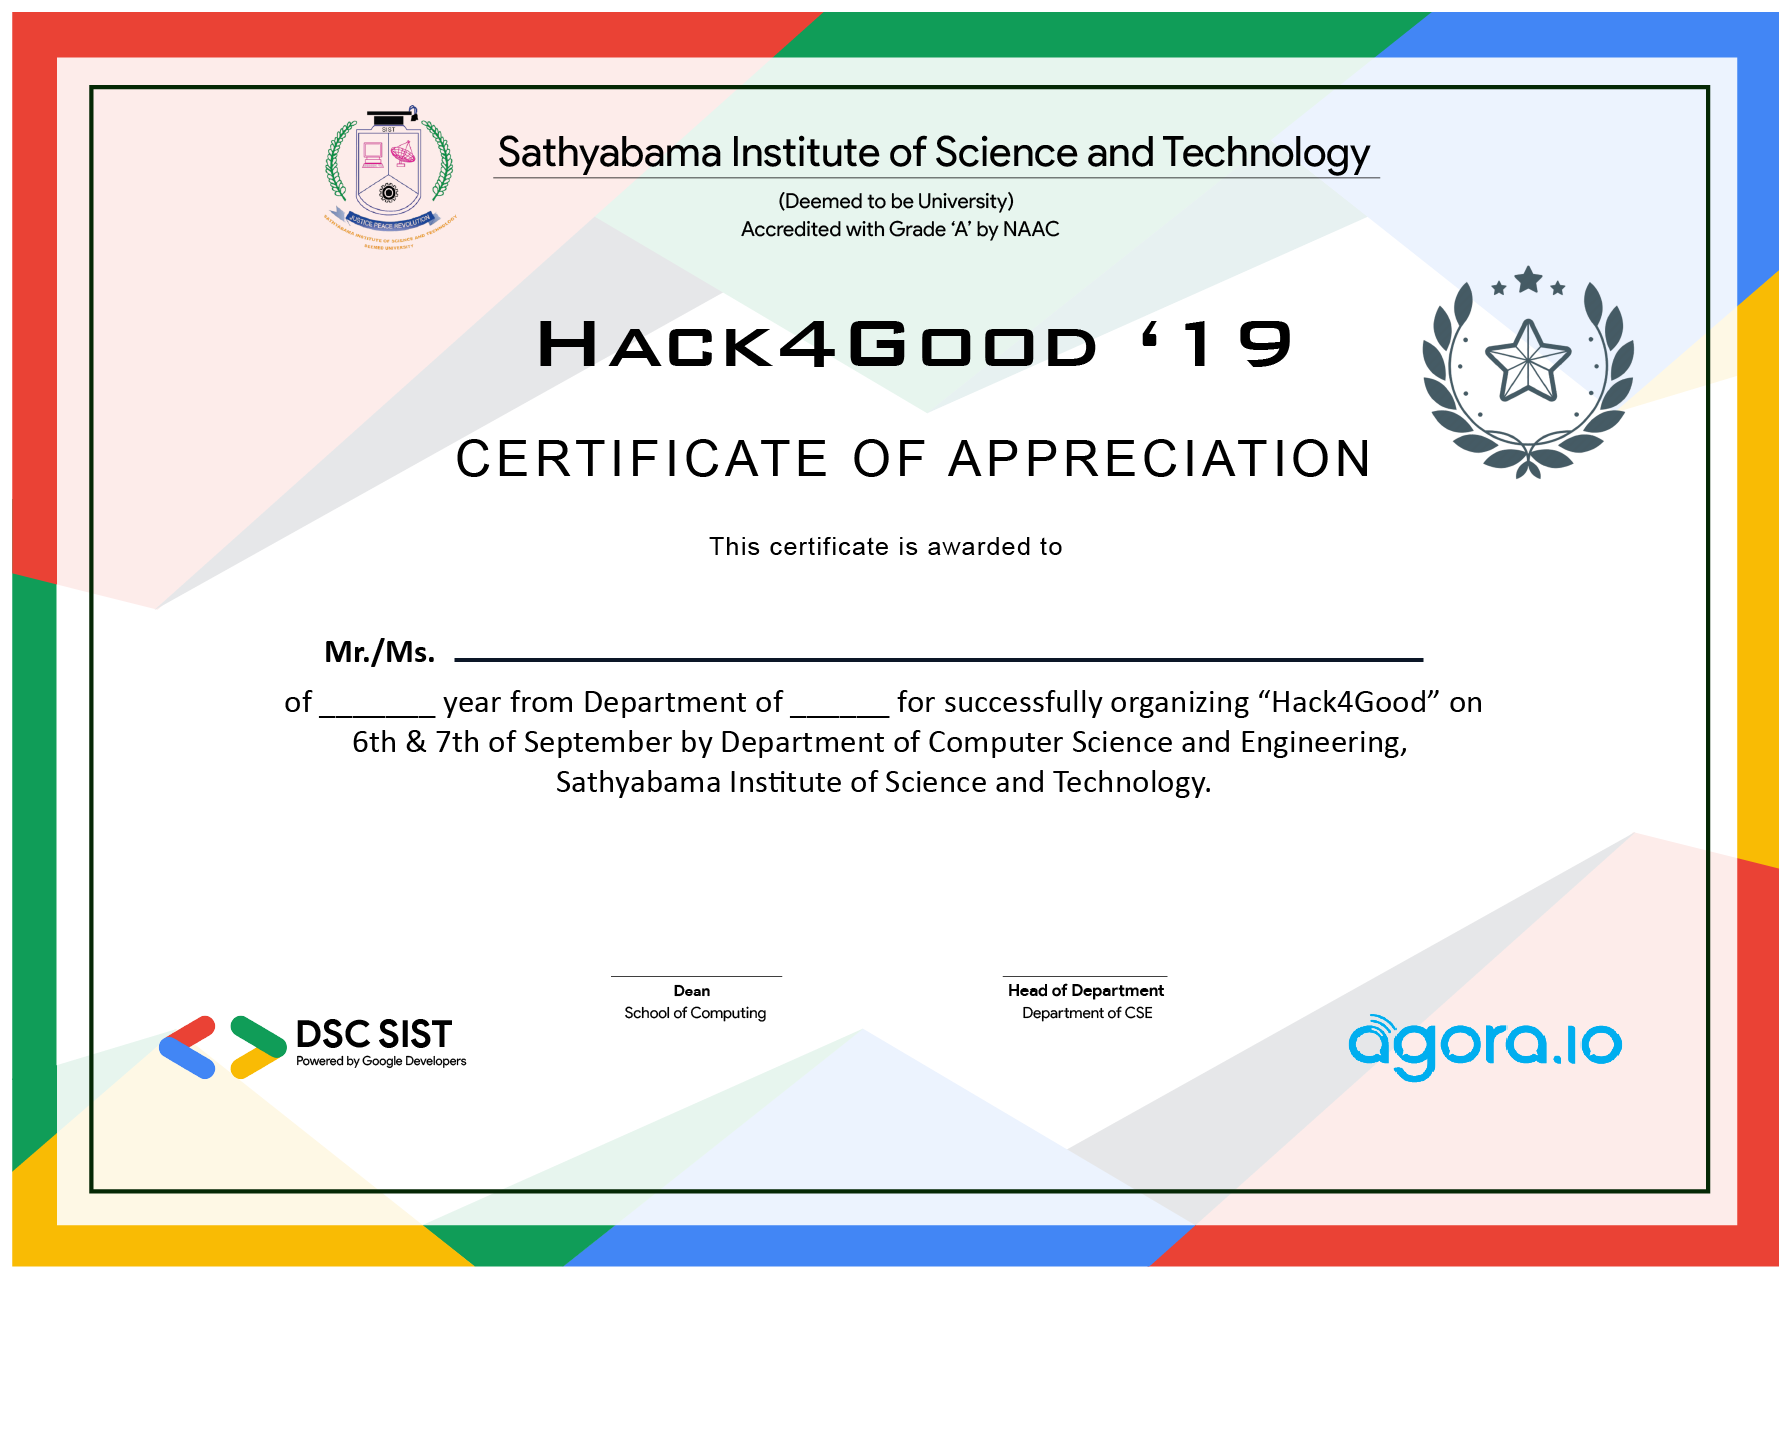 SIST
JUSTICE PEACE REVOLUTION
SATHYABAMA INSTITUTE OF SCIENCE AND TECHNOLOGY
DEEMED UNIVERSITY
Sathyabama Institute of Science and Technology
(Deemed to be University)
Accredited with Grade ‘A’ by NAAC
Hack4Good ‘19
CERTIFICATE OF APPRECIATION
This certificate is awarded to
Mr./Ms.
of _______ year from Department of ______ for successfully organizing “Hack4Good” on
6th & 7th of September by Department of Computer Science and Engineering,
Sathyabama Institute of Science and Technology.
Dean
School of Computing
Head of Department
Department of CSE
DSC SIST
Powered by Google Developers
agora.io